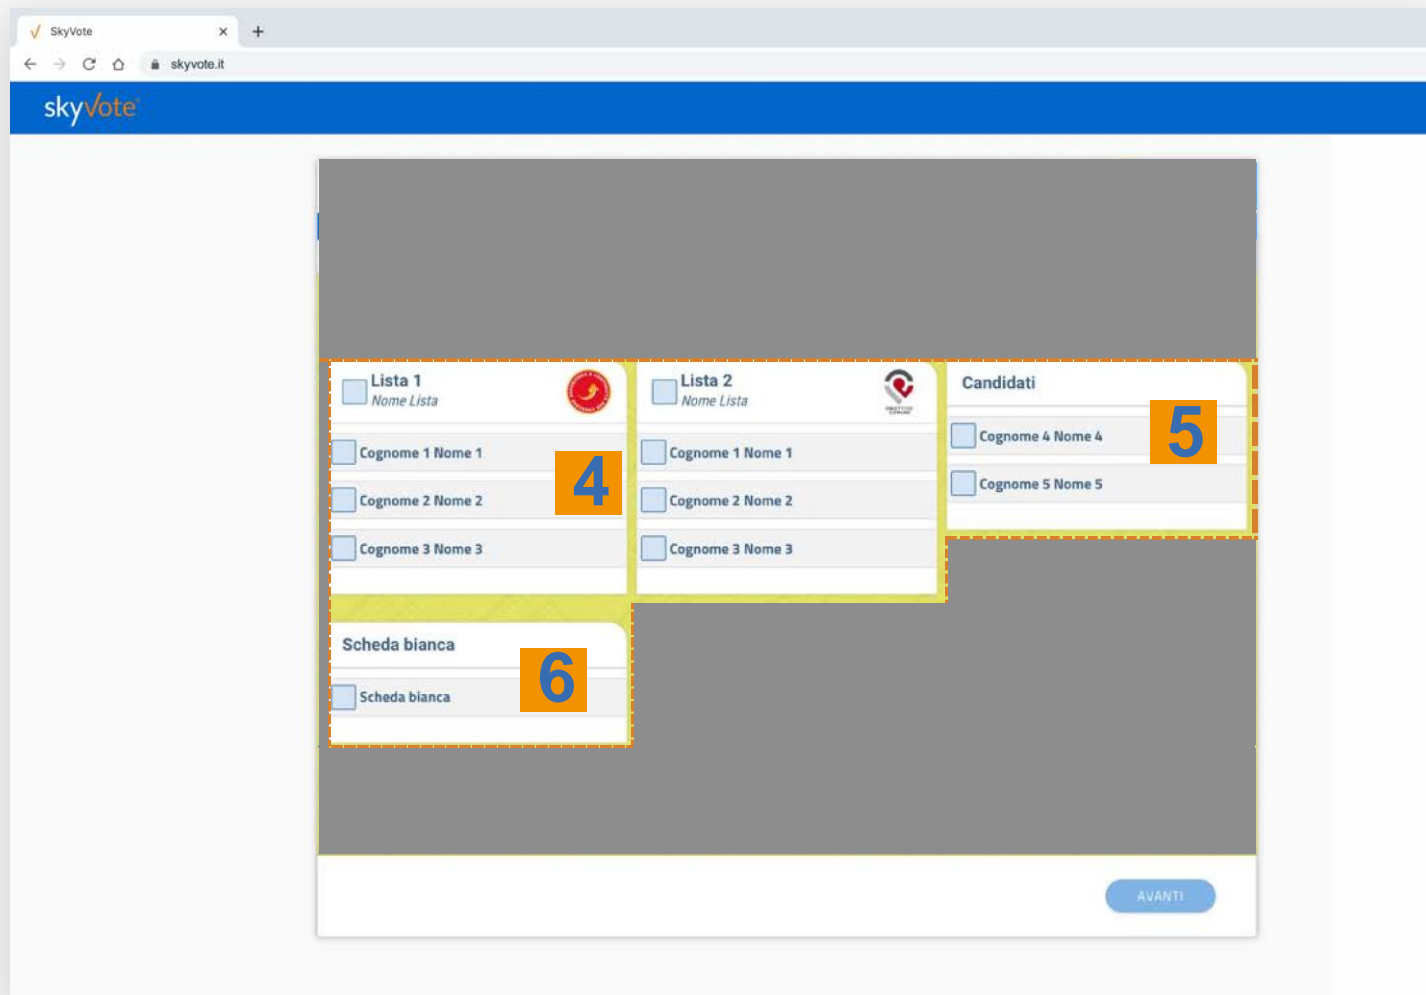 SkyVote
skyvote.it
skyvote
Lista 1
Nome Lista
Cognome 1 Nome 1
Cognome 2 Nome 2
Cognome 3 Nome 3
4
Lista 2
Nome Lista
OBIETTIVO
COMUNE
Cognome 1 Nome 1
Cognome 2 Nome 2
Cognome 3 Nome 3
Candidati
Cognome 4 Nome 4
Cognome 5 Nome 5
5
Scheda bianca
Scheda bianca
6
AVANTI